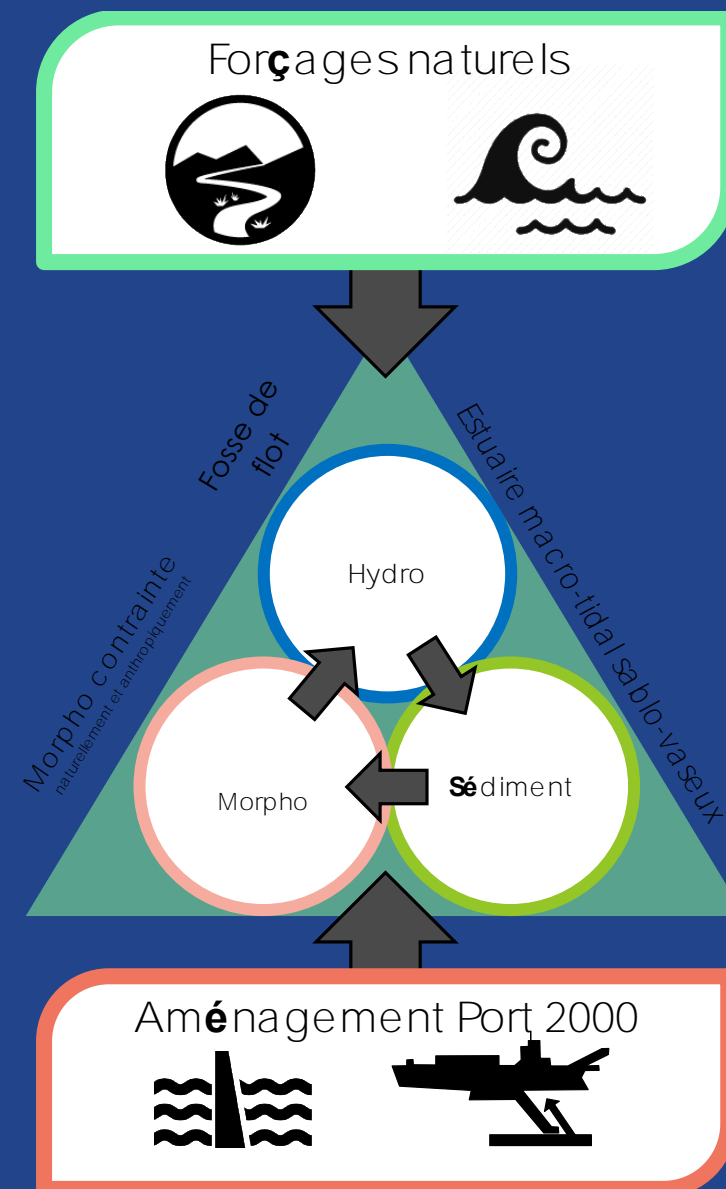 Forçages naturels
Fosse de
flot
Estuaire macro-tidal sablo-vaseux
Morpho contrainte
naturellement et anthropiquement
Hydro
Morpho
Sédiment
Aménagement Port 2000